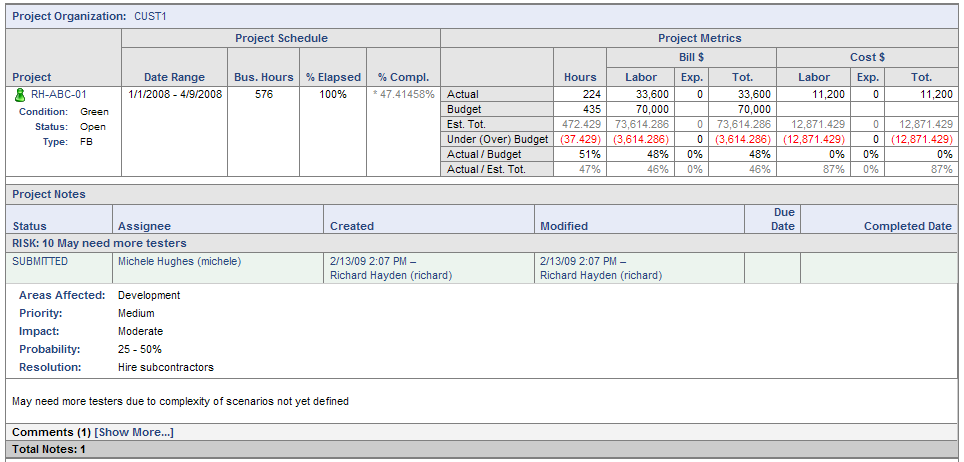 Project Organization: CUST1
Project Schedule Project Metrics
Bill $ Cost $
Project Date Range Bus. Hours % Elapsed % Compl. Hours Labor Exp. Tot. Labor Exp. Tot.
RH-ABC-01 1/1/2008 - 4/9/2008 576 100% * 47.41458% Actual 224 33,600 0 33,600 11,200 0 11,200
Condition: Green Budget 435 70,000 70,000
Status: Open Est. Tot. 472.429 73,614.286 0 73,614.286 12,871.429 0 12,871.429
Type: FB Under (Over) Budget (37.429) (3,614.286) 0 (3,614.286) (12,871.429) 0 (12,871.429)
Actual / Budget 51% 48% 0% 48% 0% 0% 0%
Actual / Est. Tot. 47% 46% 0% 46% 87% 0% 87%
Project Notes
Status Assignee Created Modified Due Date Completed Date
RISK: 10 May need more testers
SUBMITTED Michele Hughes (michele) 2/13/09 2:07 PM – 2/13/09 2:07 PM –
Richard Hayden (richard) Richard Hayden (richard)
Areas Affected: Development
Priority: Medium
Impact: Moderate
Probability: 25 - 50%
Resolution: Hire subcontractors
May need more testers due to complexity of scenarios not yet defined
Comments (1) [Show More...]
Total Notes: 1